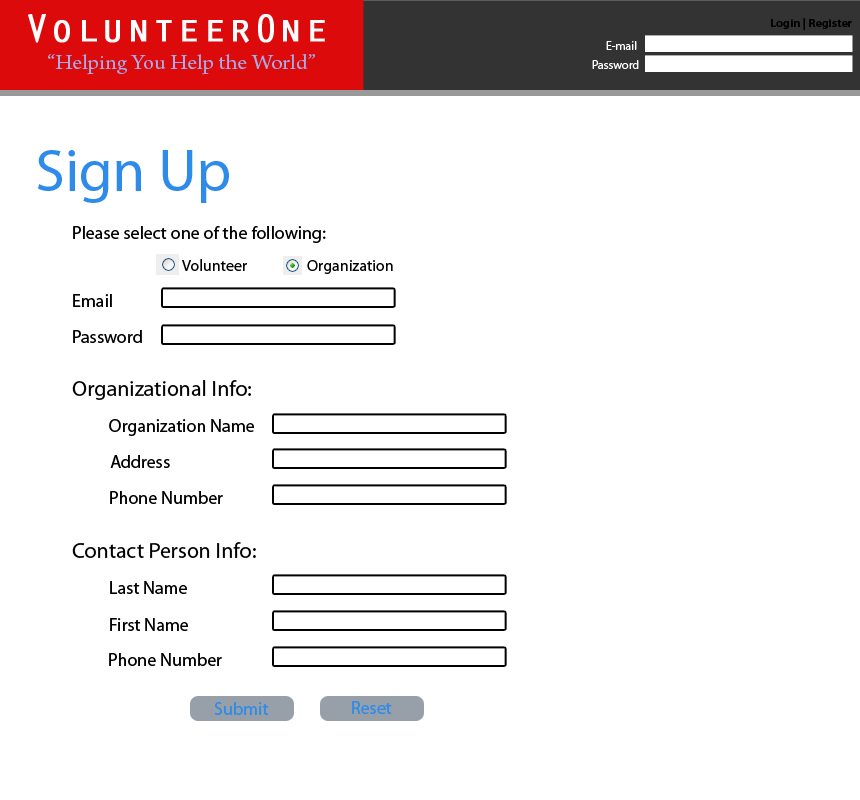 VOLUNTEERONE
“Helping You Help the World”
Login | Register
E-mail
Password
Sign Up
Please select one of the following:
Volunteer Organization
Email
Password
Organizational Info:
Organization Name
Address
Phone Number
Contact Person Info:
Last Name
First Name
Phone Number
Submit Reset